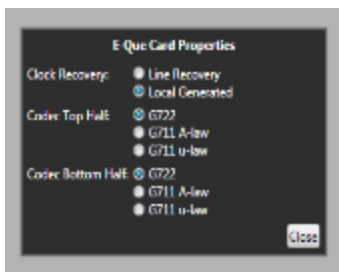 E-Que Card Properties
Clock Recovery: Line Recovery
Local Generated
Codec Top Half: G722
G711 A-law
G711 u-law
Codec Bottom Half: G722
G711 A-law
G711 u-law
Close